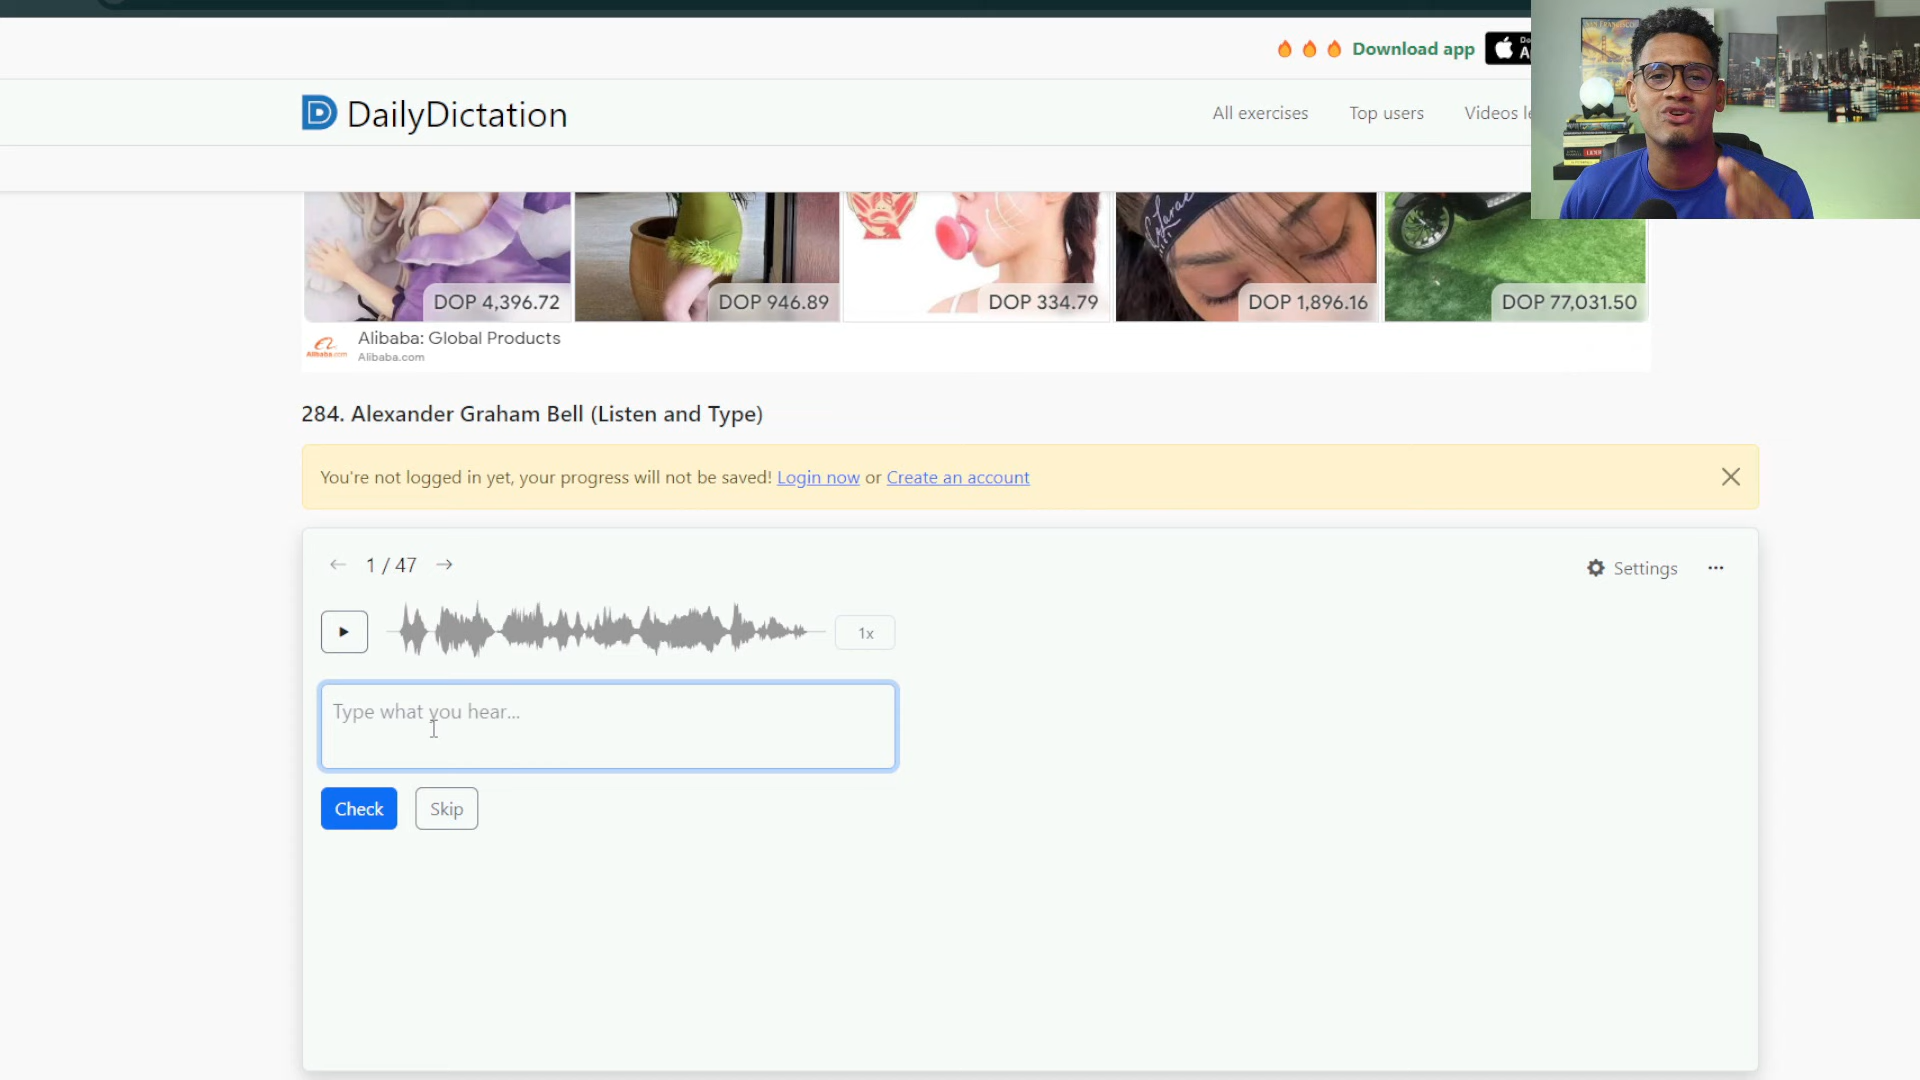 Download app
DailyDictation
All exercises
Top users
Videos
DOP 4,396.72
DOP 946.89
DOP 334.79
DOP 1,896.16
DOP 77,031.50
Alibaba: Global Products
Alibaba.com
Alibaba.com
284. Alexander Graham Bell (Listen and Type)
You're not logged in yet, your progress will not be saved! Login now or Create an account
1 / 47
Settings
1x
Type what you hear...
Check
Skip